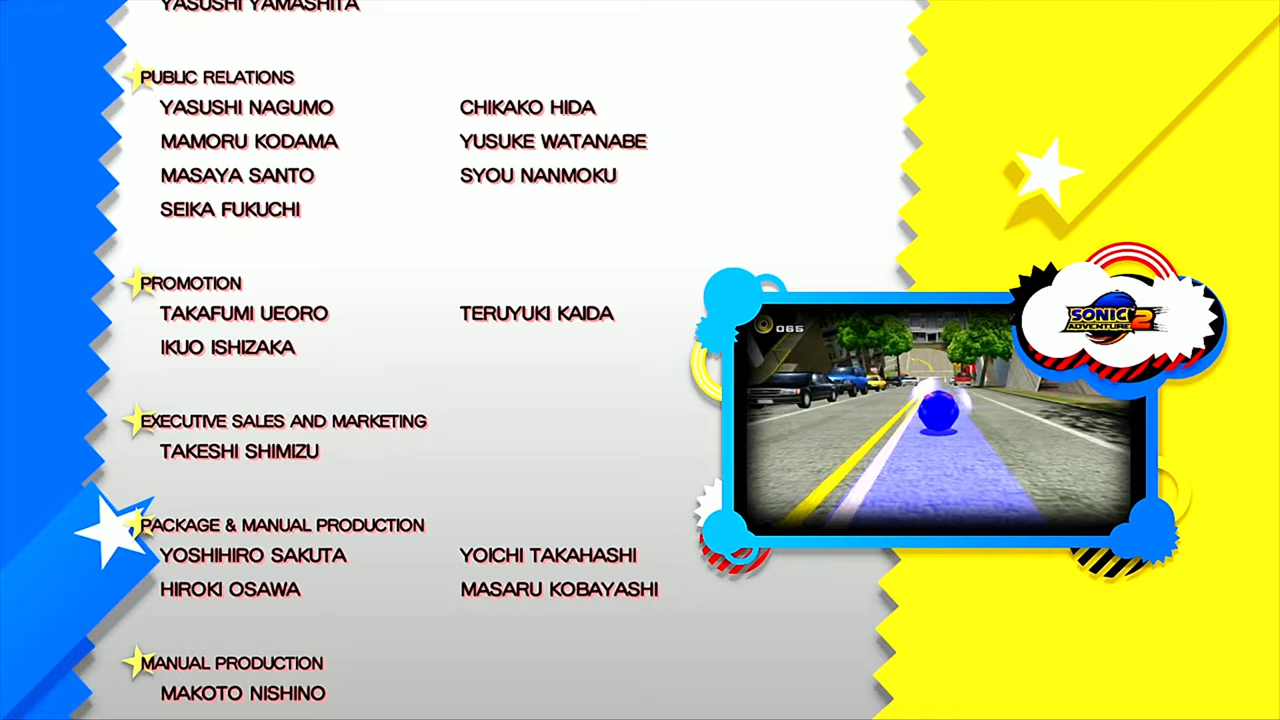 YASUSHI YAMASHITA
PUBLIC RELATIONS
YASUSHI NAGUMO CHIKAKO HIDA
MAMORU KODAMA YUSUKE WATANABE
MASAYA SANTO SYOU NANMOKU
SEIKA FUKUCHI
PROMOTION
TAKAFUMI UEORO TERUYUKI KAIDA
IKUO ISHIZAKA
EXECUTIVE SALES AND MARKETING
TAKESHI SHIMIZU
PACKAGE & MANUAL PRODUCTION
YOSHIHIRO SAKUTA YOICHI TAKAHASHI
HIROKI OSAWA MASARU KOBAYASHI
MANUAL PRODUCTION
MAKOTO NISHINO
065
SONIC
ADVENTURE 2